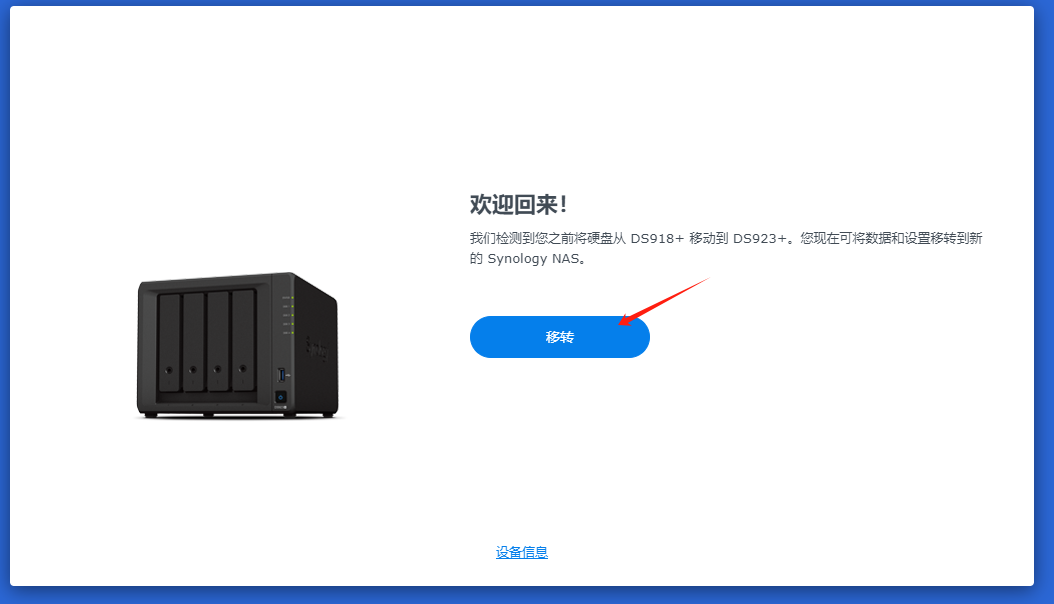 欢迎回来！
我们检测到您之前将硬盘从 DS918+ 移动到 DS923+。您现在可将数据和设置移转到新
的 Synology NAS。
移转
设备信息